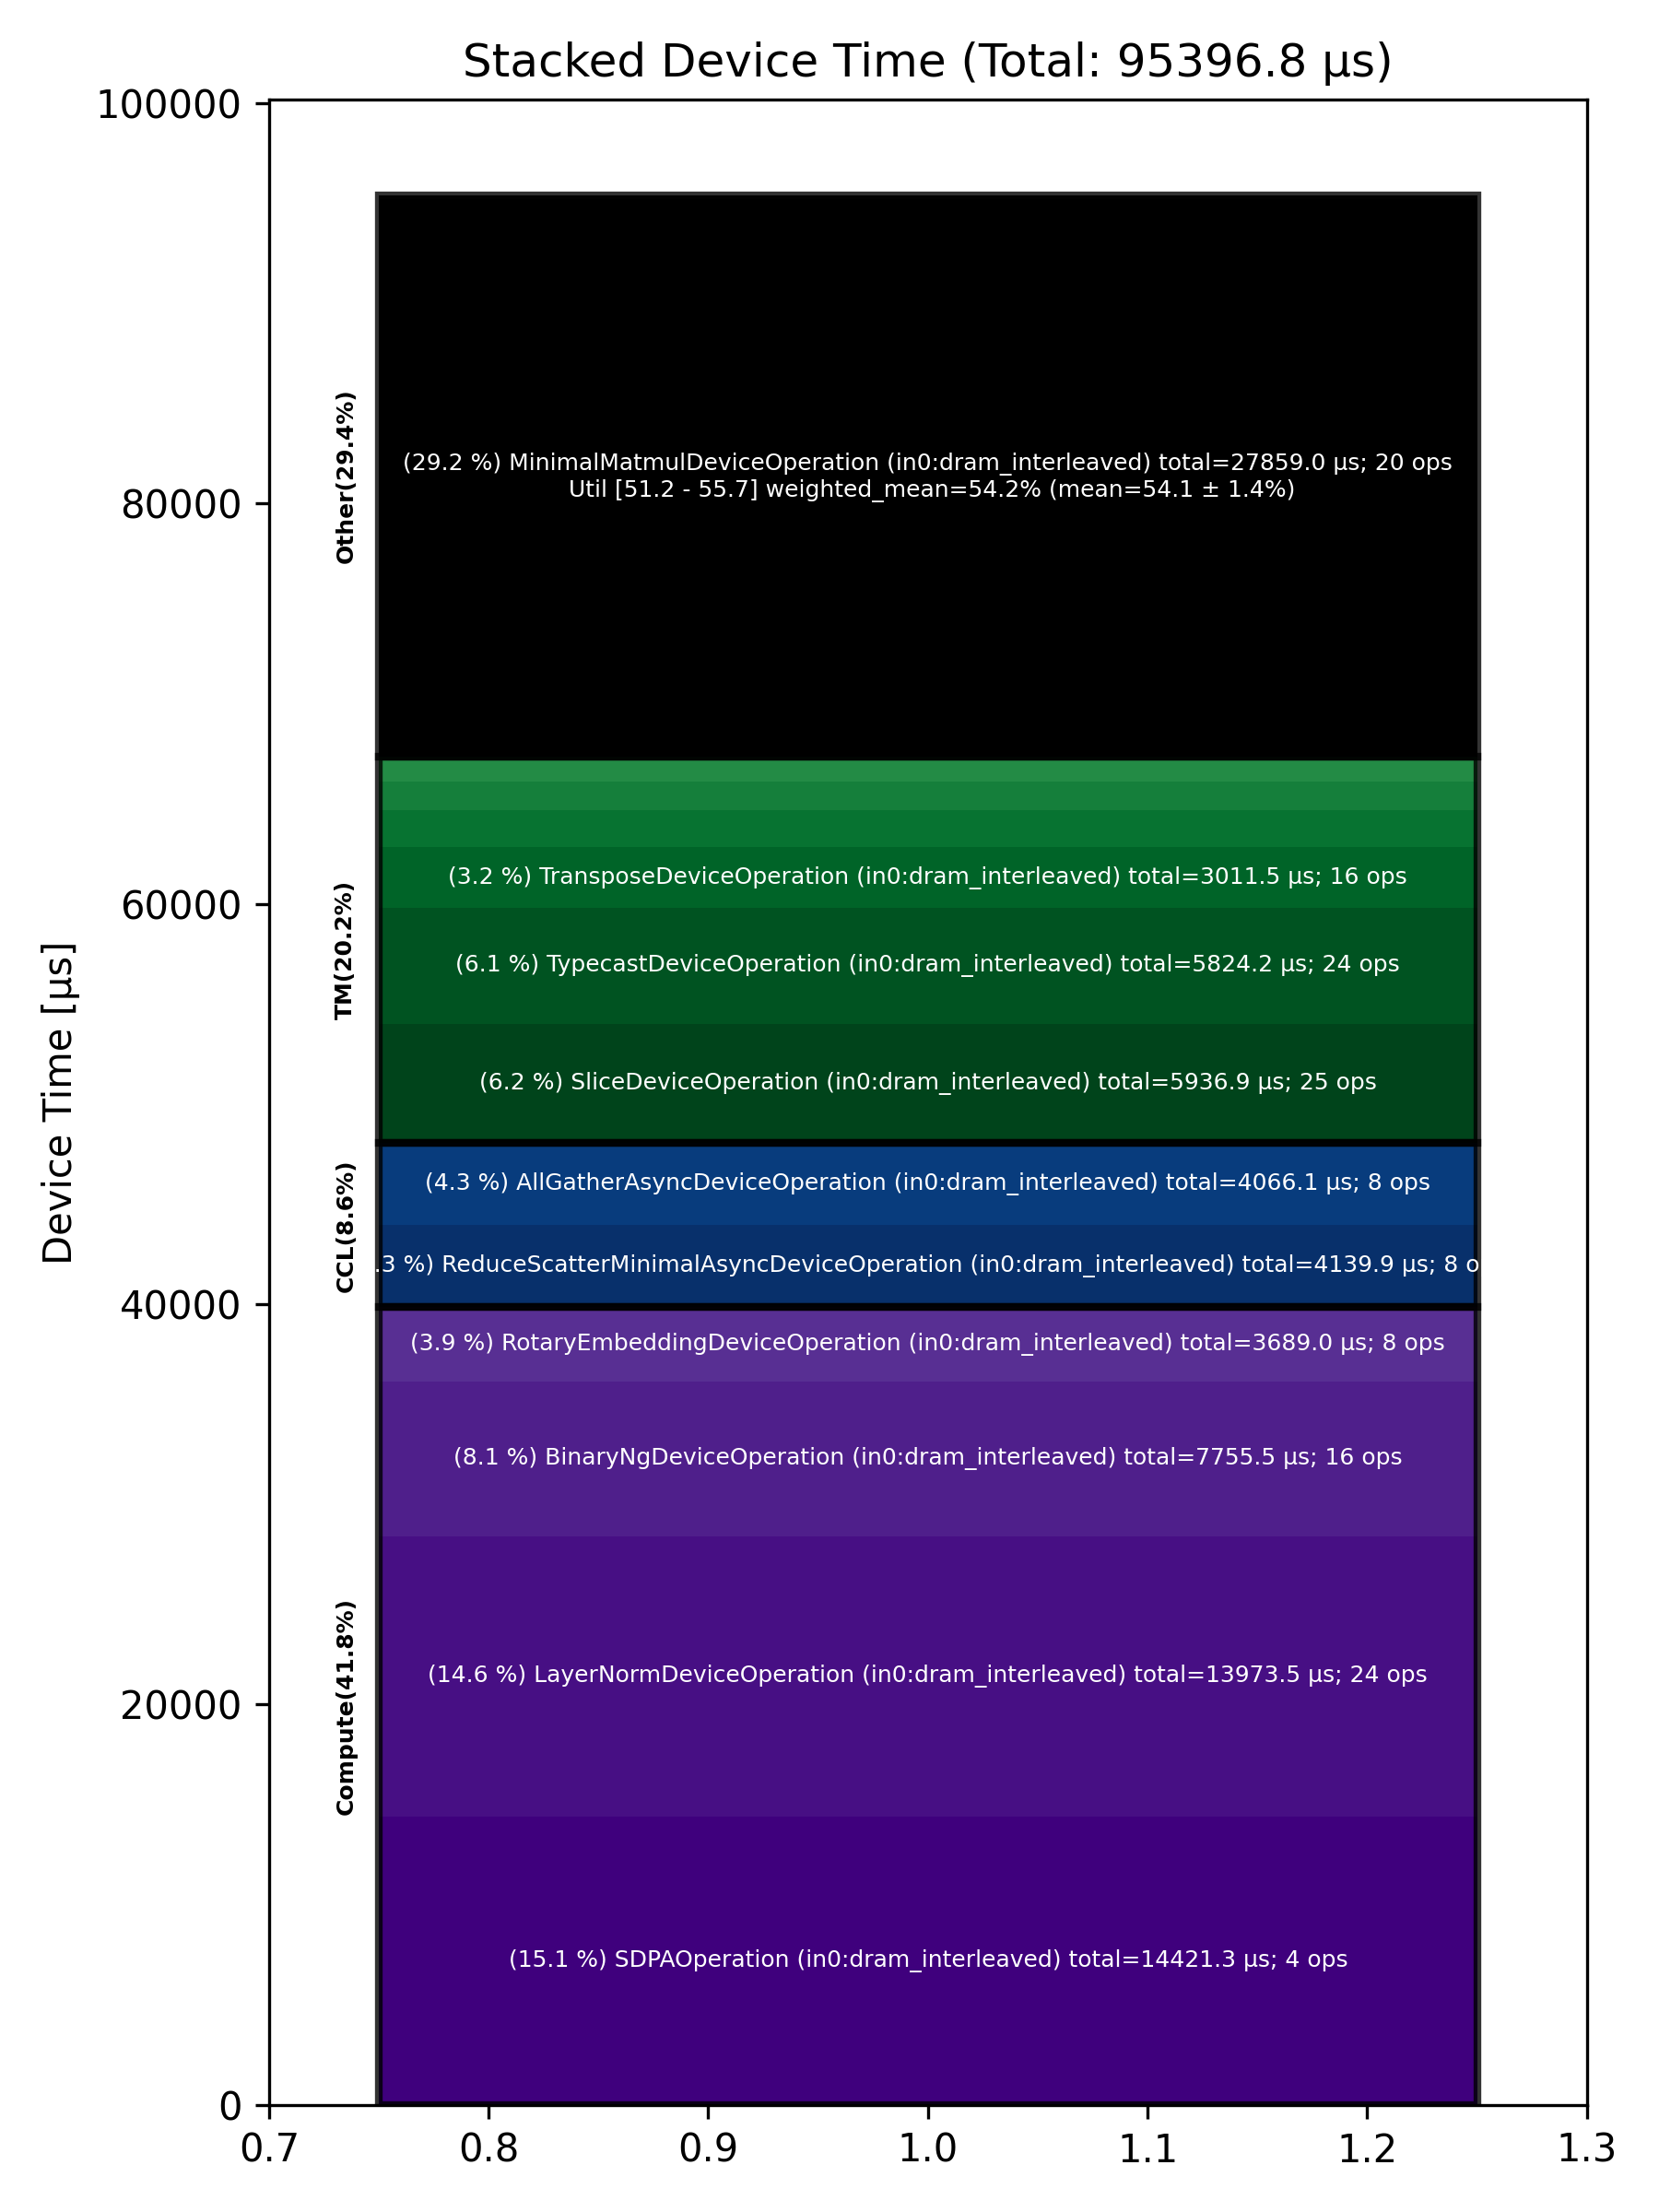 Stacked Device Time (Total: 95396.8 µs)
100000
80000
60000
40000
20000
0
Device Time [µs]
Other(29.4%)
(29.2 %) MinimalMatmulDeviceOperation (in0:dram_interleaved) total=27859.0 µs; 20 ops
Util [51.2 - 55.7] weighted_mean=54.2% (mean=54.1 ± 1.4%)
TM(20.2%)
(3.2 %) TransposeDeviceOperation (in0:dram_interleaved) total=3011.5 µs; 16 ops
(6.1 %) TypecastDeviceOperation (in0:dram_interleaved) total=5824.2 µs; 24 ops
(6.2 %) SliceDeviceOperation (in0:dram_interleaved) total=5936.9 µs; 25 ops
CCL(8.6%)
(4.3 %) AllGatherAsyncDeviceOperation (in0:dram_interleaved) total=4066.1 µs; 8 ops
.3 %) ReduceScatterMinimalAsyncDeviceOperation (in0:dram_interleaved) total=4139.9 µs; 8 o
Compute(41.8%)
(3.9 %) RotaryEmbeddingDeviceOperation (in0:dram_interleaved) total=3689.0 µs; 8 ops
(8.1 %) BinaryNgDeviceOperation (in0:dram_interleaved) total=7755.5 µs; 16 ops
(14.6 %) LayerNormDeviceOperation (in0:dram_interleaved) total=13973.5 µs; 24 ops
(15.1 %) SDPAOperation (in0:dram_interleaved) total=14421.3 µs; 4 ops
0.7 0.8 0.9 1.0 1.1 1.2 1.3